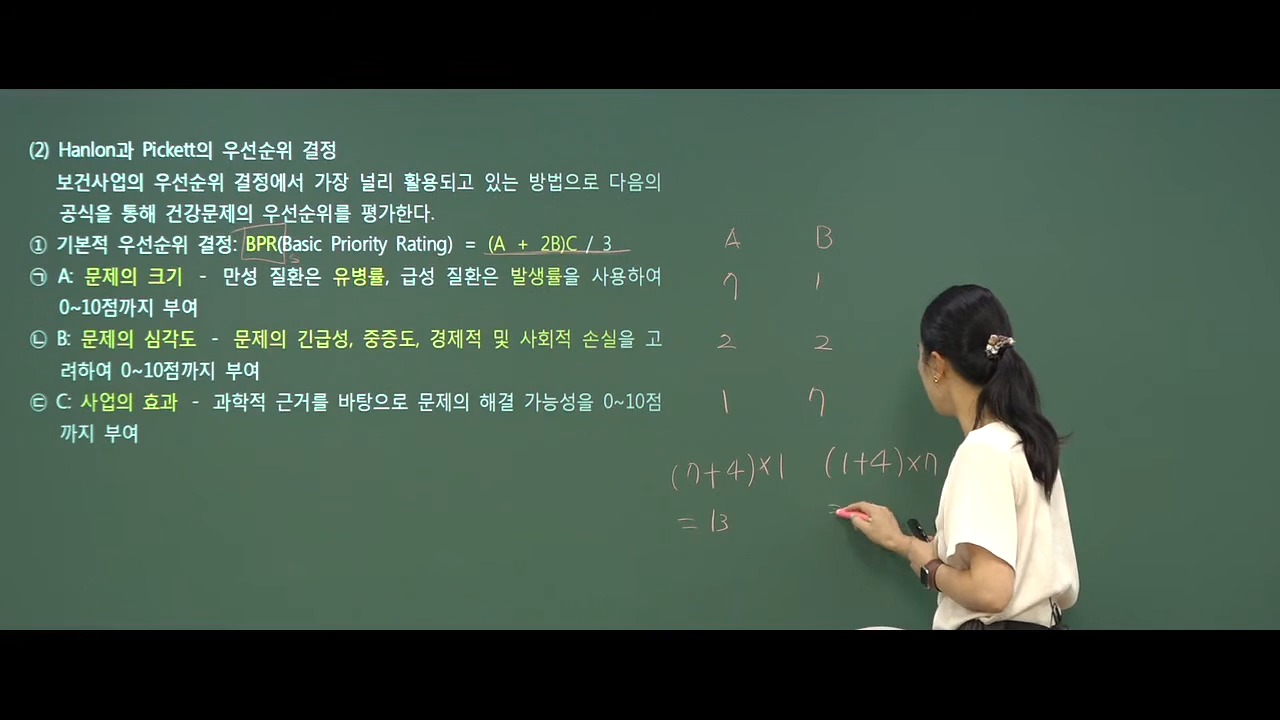 (2) Hanlon과 Pickett의 우선순위 결정
보건사업의 우선순위 결정에서 가장 널리 활용되고 있는 방법으로 다음의
공식을 통해 건강문제의 우선순위를 평가한다.
① 기본적 우선순위 결정: BPR(Basic Priority Rating) = (A + 2B)C / 3
s
㉠ A: 문제의 크기 - 만성 질환은 유병률, 급성 질환은 발생률을 사용하여
0~10점까지 부여
㉡ B: 문제의 심각도 - 문제의 긴급성, 중증도, 경제적 및 사회적 손실을 고
려하여 0~10점까지 부여
㉢ C: 사업의 효과 - 과학적 근거를 바탕으로 문제의 해결 가능성을 0~10점
까지 부여
A B
7 1
2 2
1 7
(7+4)×1 (1+4)×7
= 13 =